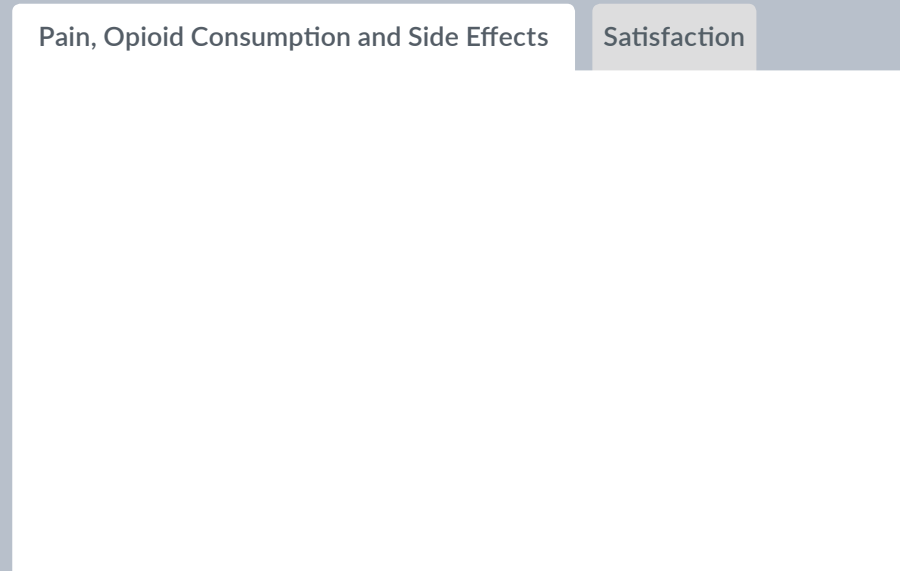 Pain, Opioid Consumption and Side Effects
Satisfaction